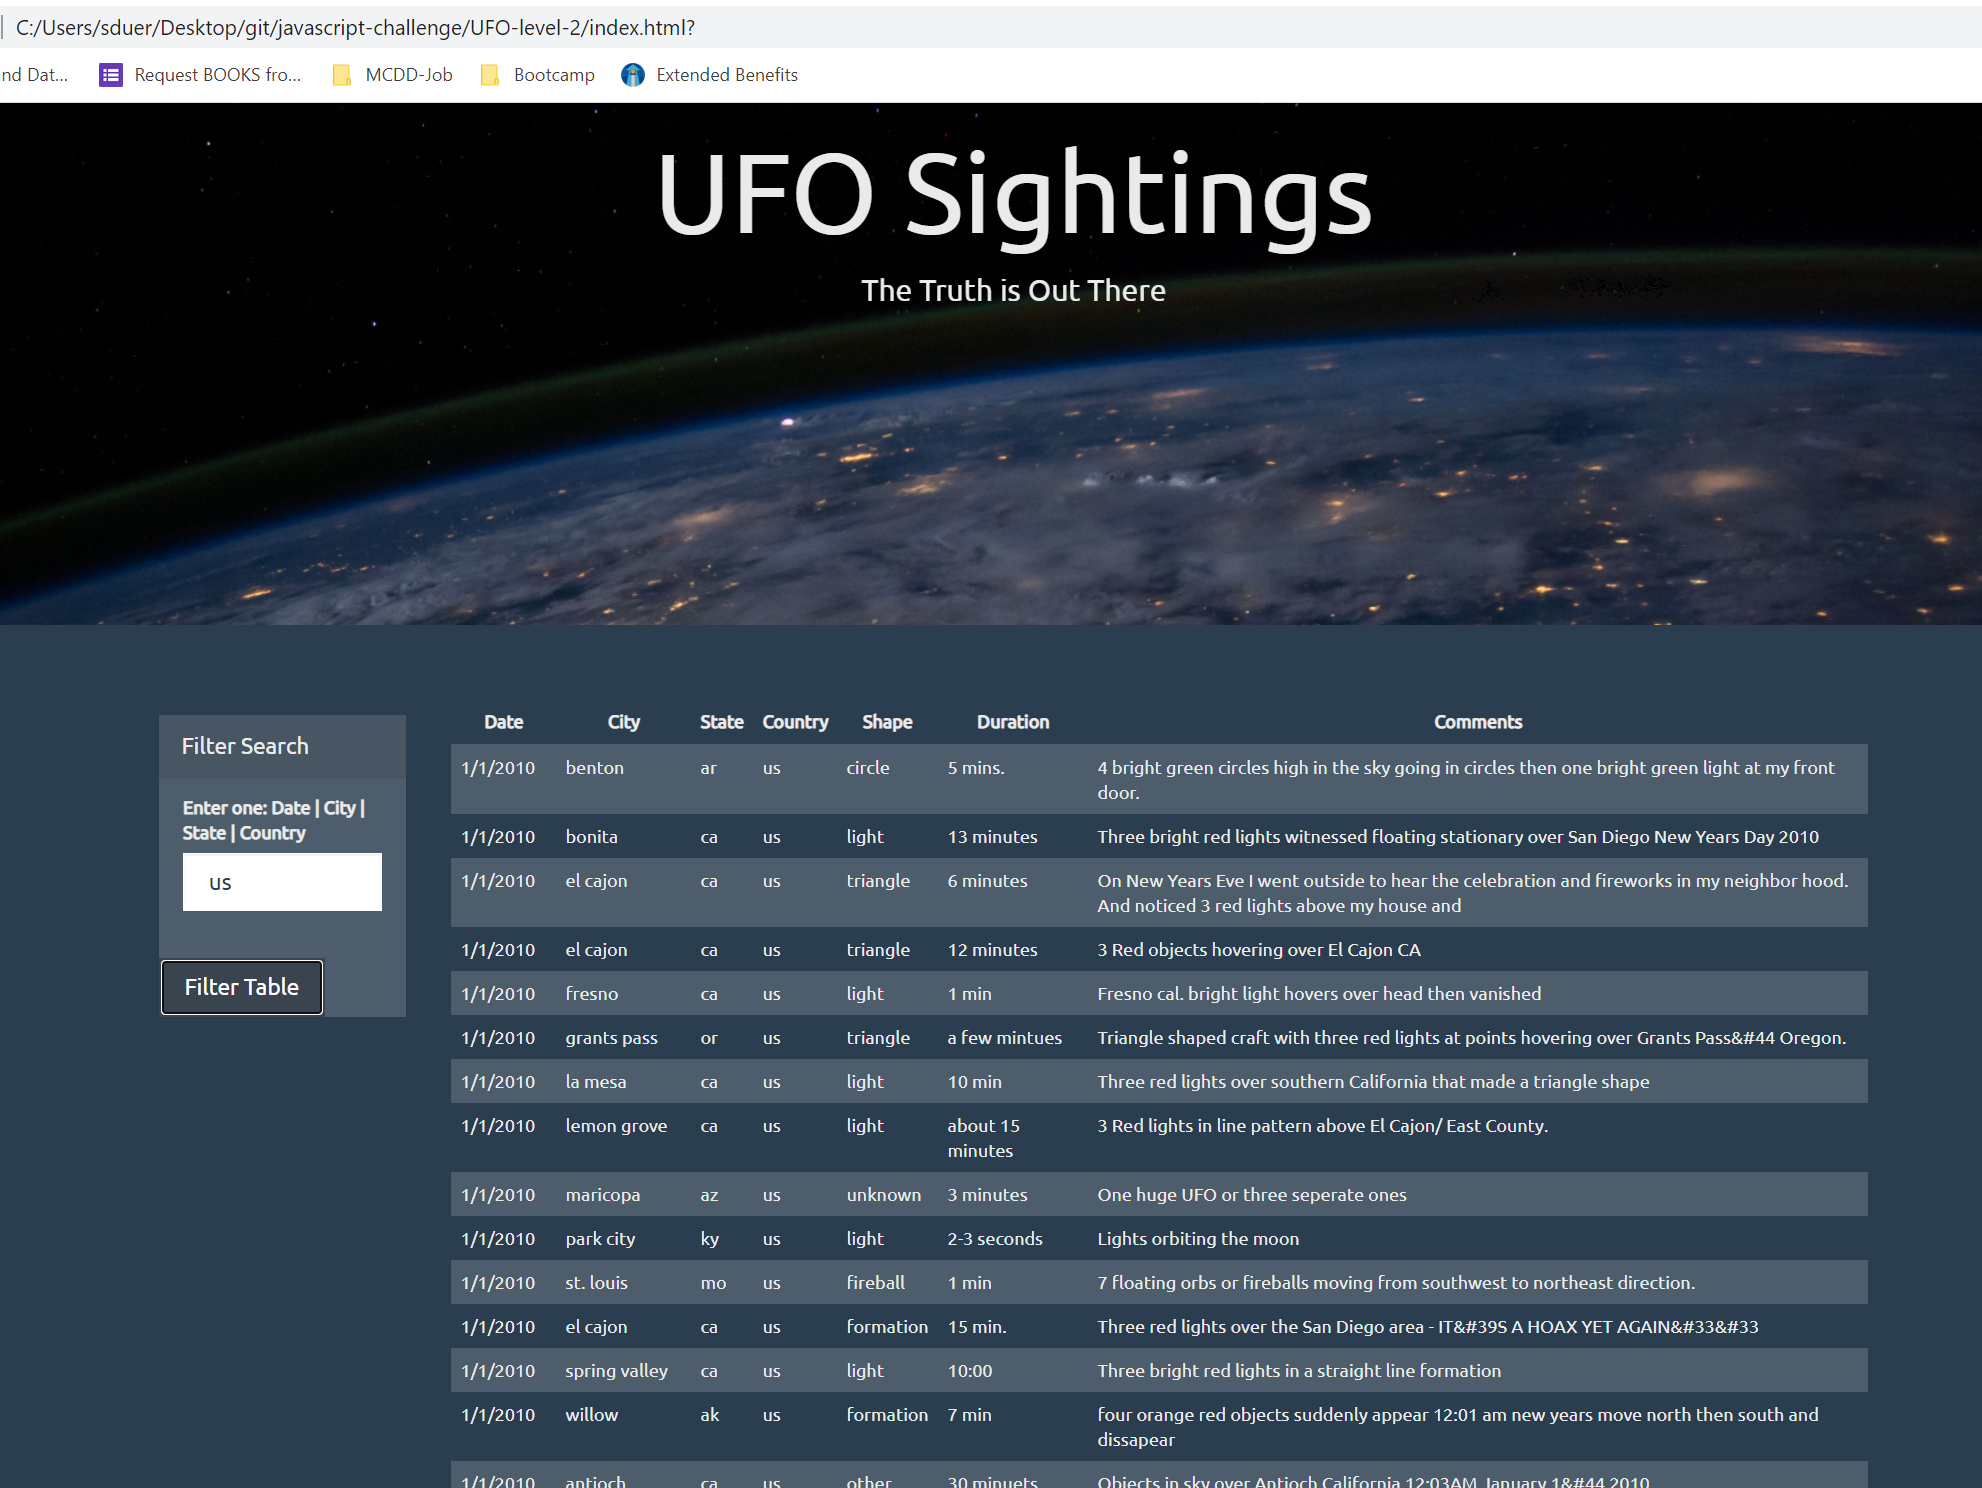 C:/Users/sduer/Desktop/git/javascript-challenge/UFO-level-2/index.html?
nd Dat... Request BOOKS fro... MCDD-Job Bootcamp Extended Benefits
UFO Sightings
The Truth is Out There
Filter Search
Enter one: Date | City |
State | Country
us
Filter Table
Date City State Country Shape Duration Comments
1/1/2010 benton ar us circle 5 mins. 4 bright green circles high in the sky going in circles then one bright green light at my front
door.
1/1/2010 bonita ca us light 13 minutes Three bright red lights witnessed floating stationary over San Diego New Years Day 2010
1/1/2010 el cajon ca us triangle 6 minutes On New Years Eve I went outside to hear the celebration and fireworks in my neighbor hood.
And noticed 3 red lights above my house and
1/1/2010 el cajon ca us triangle 12 minutes 3 Red objects hovering over El Cajon CA
1/1/2010 fresno ca us light 1 min Fresno cal. bright light hovers over head then vanished
1/1/2010 grants pass or us triangle a few mintues Triangle shaped craft with three red lights at points hovering over Grants Pass&#44 Oregon.
1/1/2010 la mesa ca us light 10 min Three red lights over southern California that made a triangle shape
1/1/2010 lemon grove ca us light about 15 3 Red lights in line pattern above El Cajon/ East County.
minutes
1/1/2010 maricopa az us unknown 3 minutes One huge UFO or three seperate ones
1/1/2010 park city ky us light 2-3 seconds Lights orbiting the moon
1/1/2010 st. louis mo us fireball 1 min 7 floating orbs or fireballs moving from southwest to northeast direction.
1/1/2010 el cajon ca us formation 15 min. Three red lights over the San Diego area - IT&#39S A HOAX YET AGAIN&#33&#33
1/1/2010 spring valley ca us light 10:00 Three bright red lights in a straight line formation
1/1/2010 willow ak us formation 7 min four orange red objects suddenly appear 12:01 am new years move north then south and
dissapear
1/1/2010 antioch ca us other 30 minuets Objects in sky over Antioch California 12:03AM January 1&#44 2010